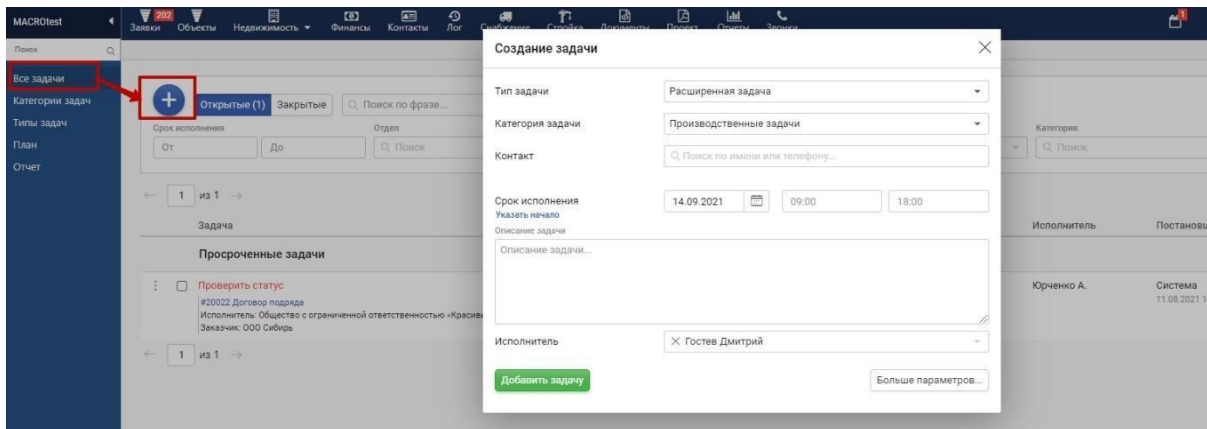 MACROtest
202
Заявки Объекты Недвижимость Финансы Контакты Лог Снабжение Стройка Документы Проект Отчеты Звонки
1
Поиск
Все задачи
Категории задач
Типы задач
План
Отчет
Открытые (1) Закрытые Поиск по фразе...
Срок исполнения Отдел Категория
От До Поиск Поиск
1 из 1
Задача Исполнитель
Просроченные задачи
Проверить статус Юрченко А. Система
#20022 Договор подряда 11.08.2021
Исполнитель: Общество с ограниченной ответственностью
Заказчик: ООО Сибирь
1 из 1
Создание задачи
Тип задачи Расширенная задача
Категория задачи Производственные задачи
Контакт Поиск по имени или телефону...
Срок исполнения 14.09.2021 09:00 18:00
Указать начало
Описание задачи
Описание задачи...
Исполнитель Гостев Дмитрий
Добавить задачу Больше параметров...